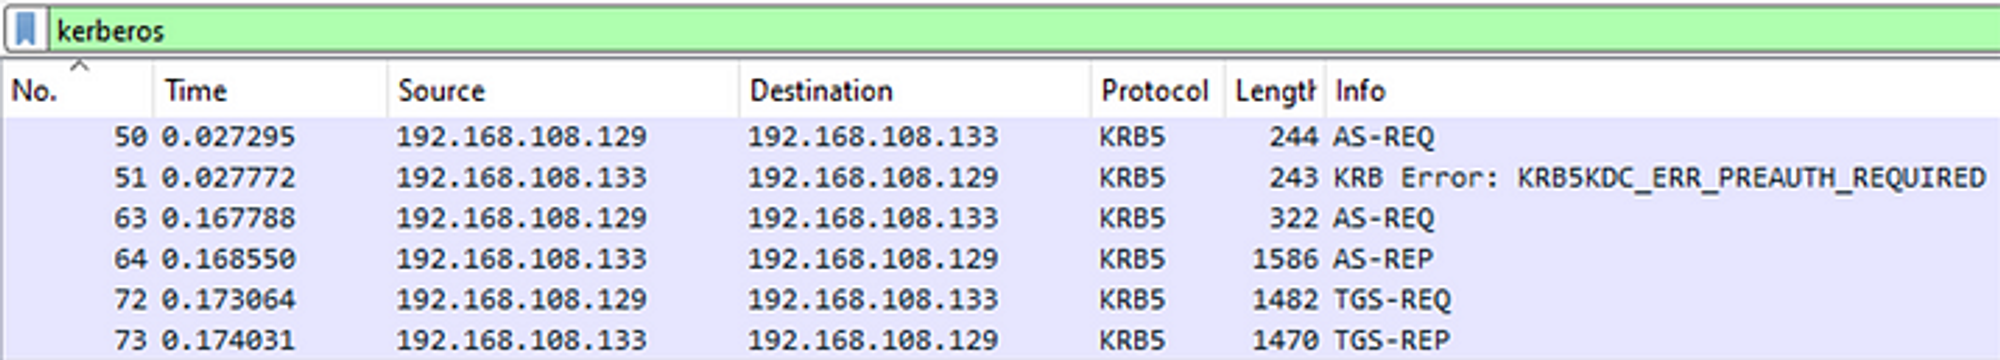 kerberos
No. Time Source Destination Protocol Length Info
50 0.027295 192.168.108.129 192.168.108.133 KRB5 244 AS-REQ
51 0.027772 192.168.108.133 192.168.108.129 KRB5 243 KRB Error: KRB5KDC_ERR_PREAUTH_REQUIRED
63 0.167788 192.168.108.129 192.168.108.133 KRB5 322 AS-REQ
64 0.168550 192.168.108.133 192.168.108.129 KRB5 1586 AS-REP
72 0.173064 192.168.108.129 192.168.108.133 KRB5 1482 TGS-REQ
73 0.174031 192.168.108.133 192.168.108.129 KRB5 1470 TGS-REP